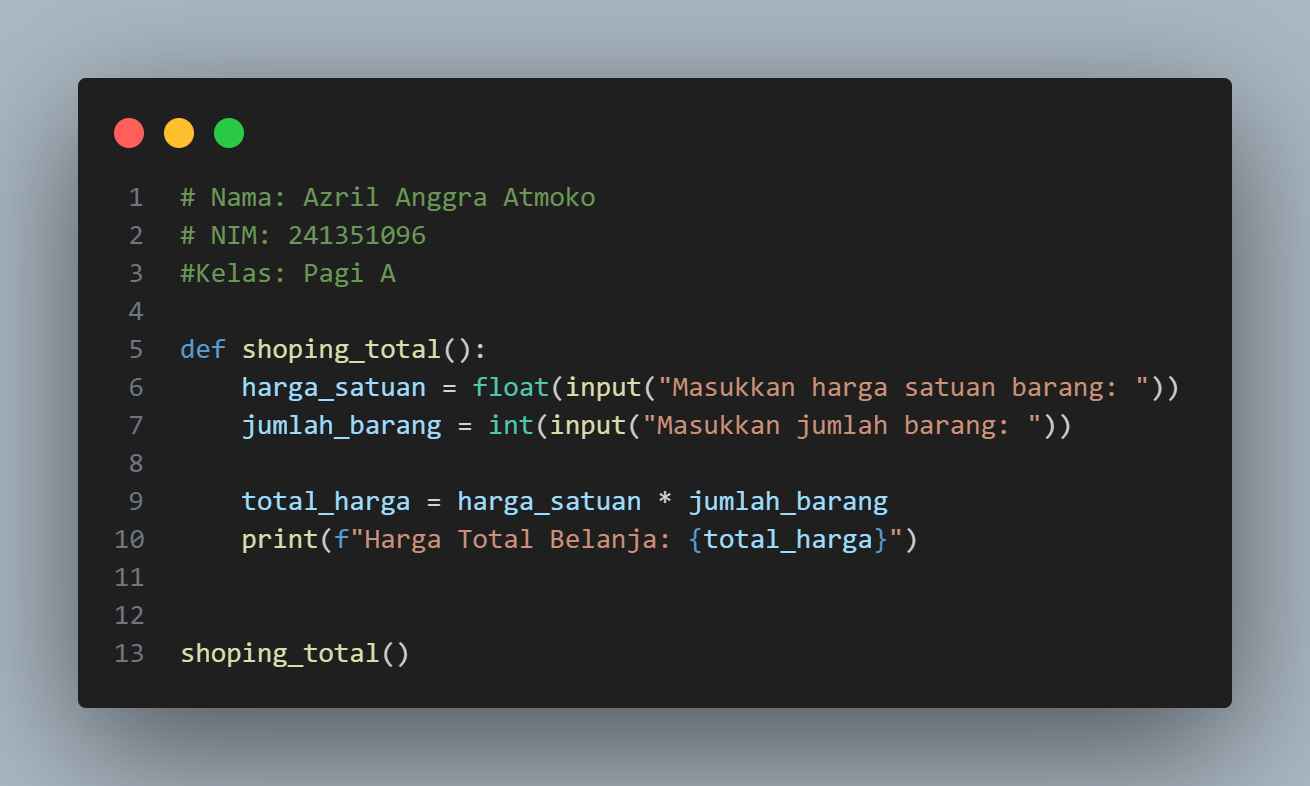 1 # Nama: Azril Anggra Atmoko
2 # NIM: 241351096
3 #Kelas: Pagi A
4
5 def shoping_total():
6     harga_satuan = float(input("Masukkan harga satuan barang: "))
7     jumlah_barang = int(input("Masukkan jumlah barang: "))
8
9     total_harga = harga_satuan * jumlah_barang
10     print(f"Harga Total Belanja: {total_harga}")
11
12
13 shoping_total()